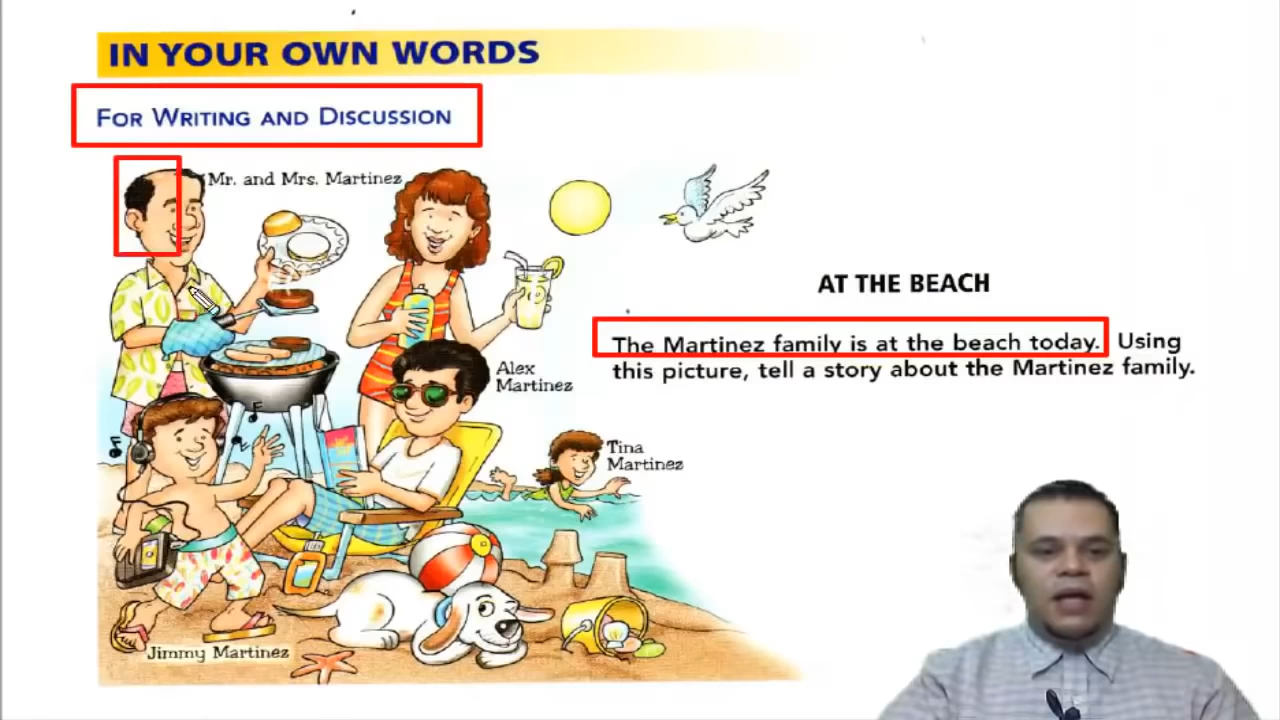 IN YOUR OWN WORDS
FOR WRITING AND DISCUSSION
Mr. and Mrs. Martinez
AT THE BEACH
The Martinez family is at the beach today. Using
this picture, tell a story about the Martinez family.
Alex
Martinez
Tina
Martinez
Jimmy Martinez